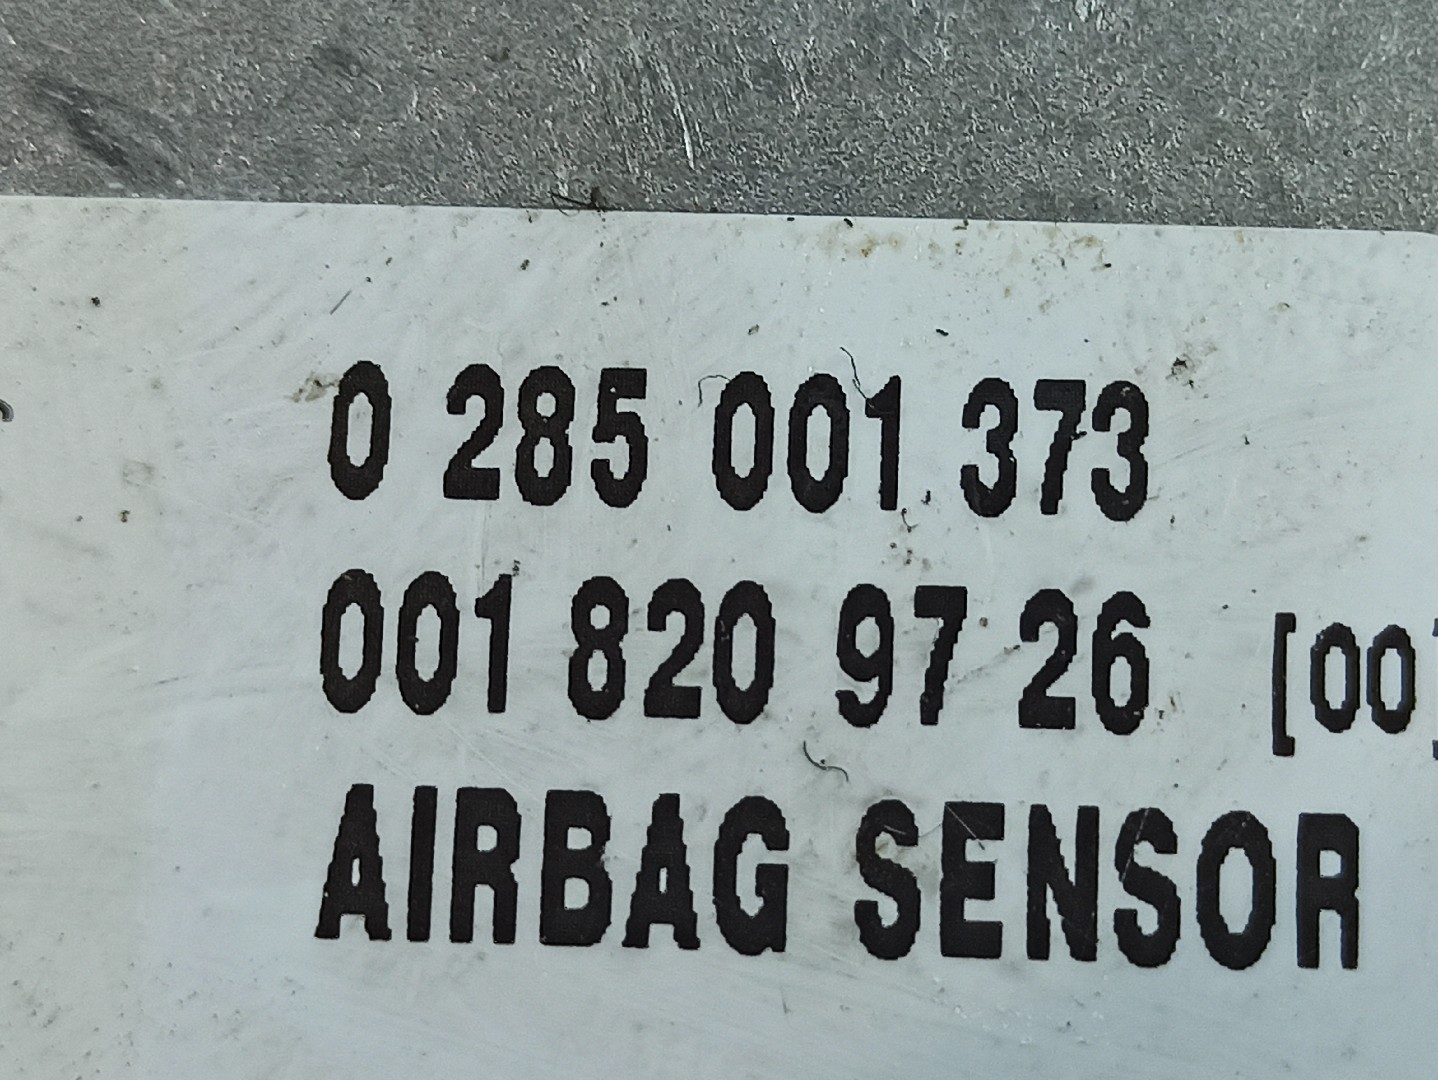 0 285 001 373
001 820 97 26 [00]
AIRBAG SENSOR